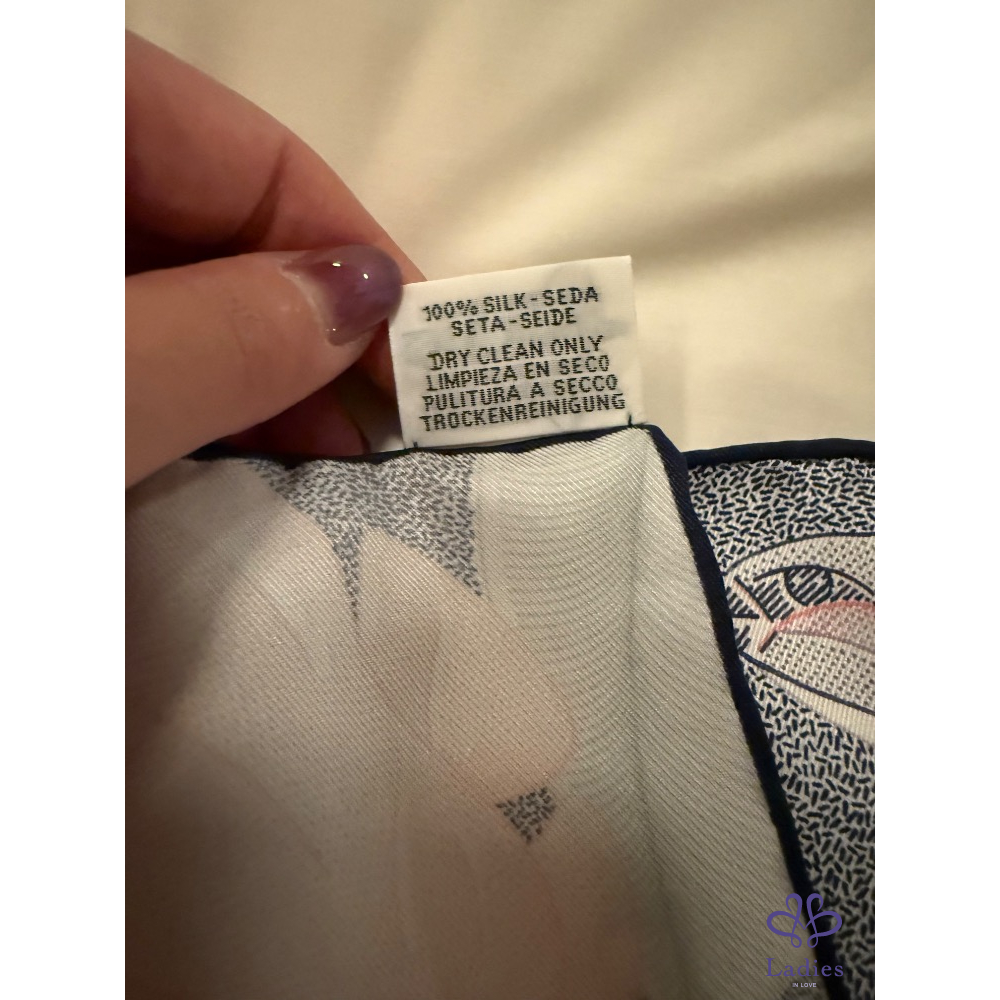 100% SILK-SEDA
SETA-SEIDE
DRY CLEAN ONLY
LIMPIEZA EN SECO
PULITURA A SECCO
TROCKENREINIGUNG
Ladies
IN LOVE